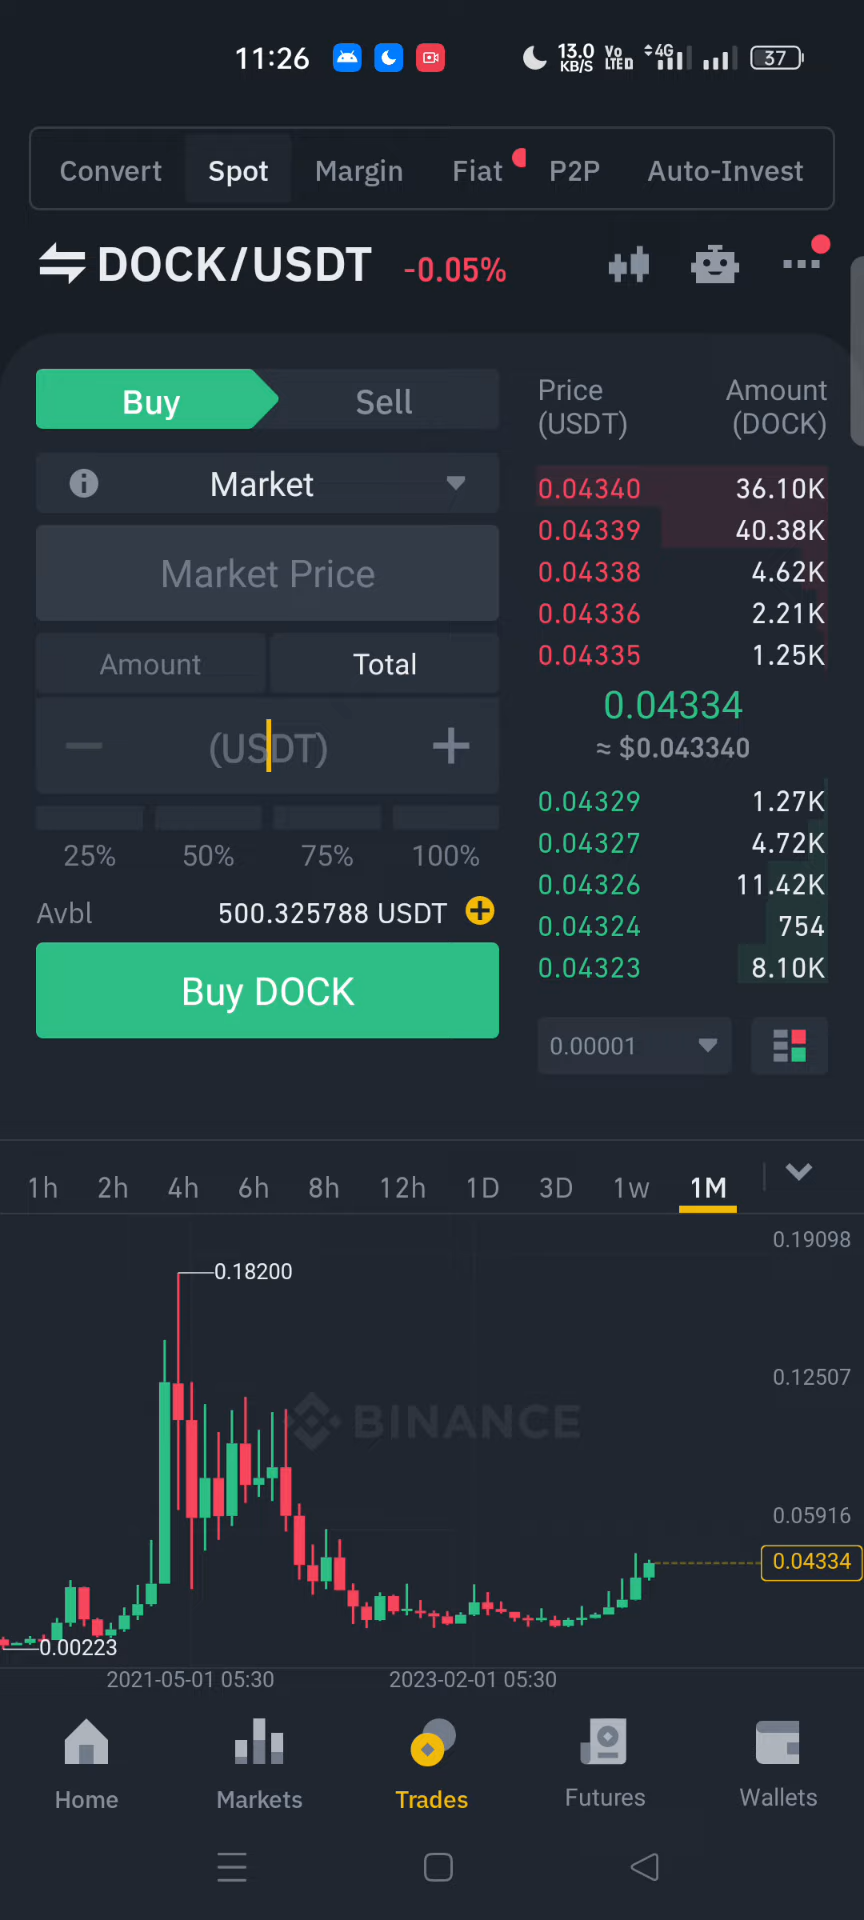 11:26 13.0 KB/S Vo LTE 4G 37
Convert Spot Margin Fiat P2P Auto-Invest
DOCK/USDT -0.05%
Buy Sell
Market
Market Price
Amount Total
(USDT)
25% 50% 75% 100%
Avbl 500.325788 USDT
Buy DOCK
Price Amount
(USDT) (DOCK)
0.04340 36.10K
0.04339 40.38K
0.04338 4.62K
0.04336 2.21K
0.04335 1.25K
0.04334
≈ $0.043340
0.04329 1.27K
0.04327 4.72K
0.04326 11.42K
0.04324 754
0.04323 8.10K
0.00001
1h 2h 4h 6h 8h 12h 1D 3D 1w 1M
0.19098
0.18200
0.12507
BINANCE
0.05916
0.04334
0.00223
2021-05-01 05:30 2023-02-01 05:30
Home Markets Trades Futures Wallets